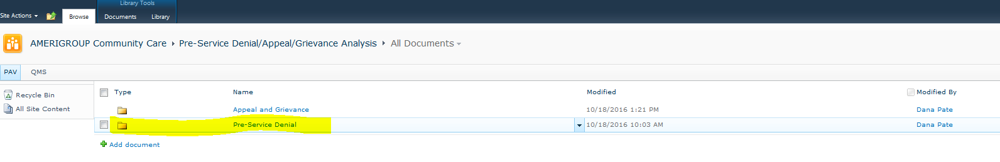 Library Tools
Site Actions
Browse
Documents
Library
AMERIGROUP Community Care Pre-Service Denial/Appeal/Grievance Analysis All Documents
PAV QMS
Recycle Bin
All Site Content
Type Name Modified Modified By
Appeal and Grievance 10/18/2016 1:21 PM Dana Pate
Pre-Service Denial 10/18/2016 10:03 AM Dana Pate
Add document